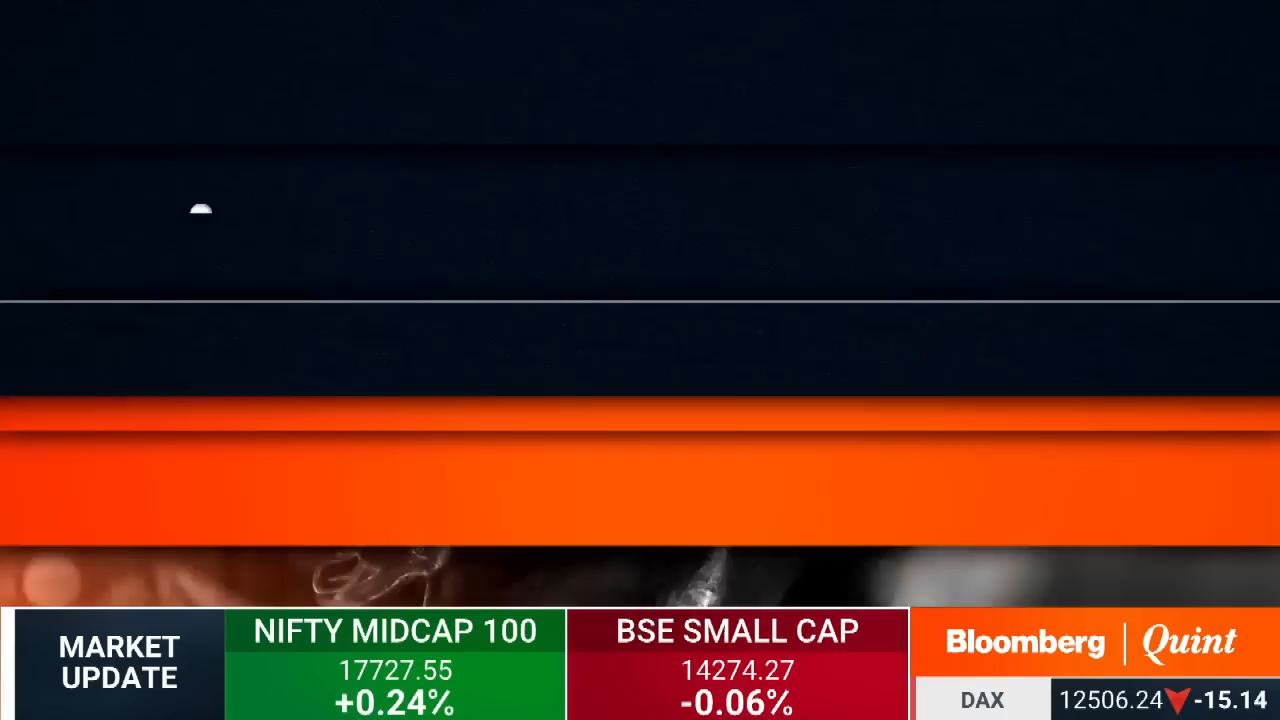 MARKET
UPDATE
NIFTY MIDCAP 100
17727.55
+0.24%
BSE SMALL CAP
14274.27
-0.06%
Bloomberg | Quint
DAX 12506.24 -15.14